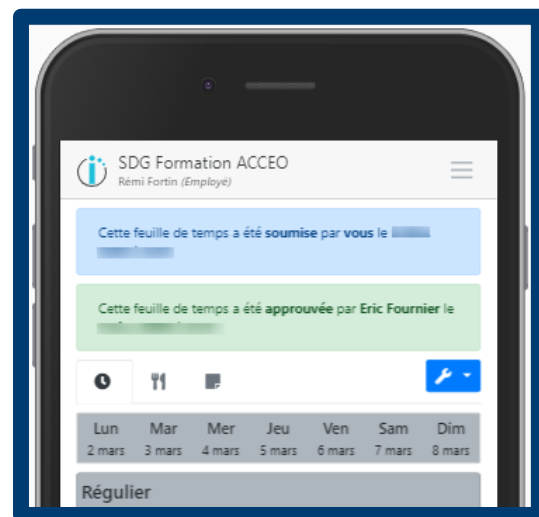 SDG Formation ACCEO
Rémi Fortin (Employé)
Cette feuille de temps a été soumise par vous le
Cette feuille de temps a été approuvée par Eric Fournier le
Lun Mar Mer Jeu Ven Sam Dim
2 mars 3 mars 4 mars 5 mars 6 mars 7 mars 8 mars
Régulier